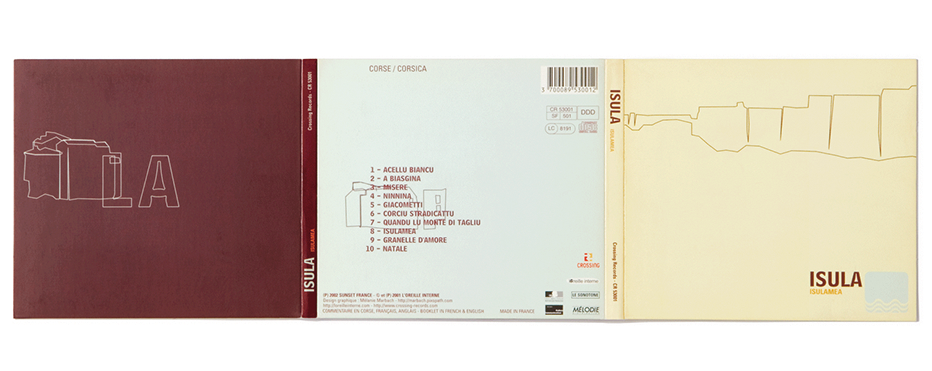 LA
Crossing Records - CR 53001
ISULA
ISULAMEA
CORSE / CORSICA
3 700089 530012
CR 53001
SF 801
DDD
LC 8191
1 - ACELLU BIANCU
2 - A BIASGINA
3 - MISERE
4 - NINNINA
5 - GIACOMETTI
6 - CORCIU STRADICATTU
7 - QUANDU LU MONTE DI TAGLIU
8 - ISULAMEA
9 - GRANELLE D'AMORE
10 - NATALE
CROSSING
LE SONOTONE
MÉLODIE
(P) 2002 SUNSET FRANCE - © et (P) 2001 L'OREILLE INTERNE
COMMENTAIRE EN CORSE, FRANÇAIS, ANGLAIS - BOOKLET IN FRENCH & ENGLISH
MADE IN FRANCE
ISULA
ISULAMEA
Crossing Records - CR 53001
ISULA
ISULAMEA